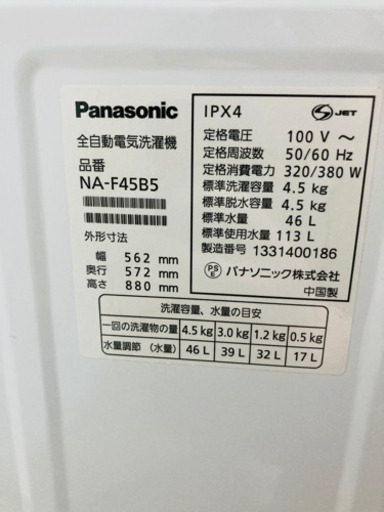 Panasonic
全自動電気洗濯機
品番
NA-F45B5
外形寸法
幅 562 mm
奥行 572 mm
高さ 880 mm
IPX4
S JET
定格電圧 100 V ～
定格周波数 50/60 Hz
定格消費電力 320/380 W
標準洗濯容量 4.5 kg
標準脱水容量 4.5 kg
標準水量 46 L
標準使用水量 113 L
製造番号 1331400186
PS E パナソニック株式会社
中国製
洗濯容量、水量の目安
一回の洗濯物の量 4.5 kg 3.0 kg 1.2 kg 0.5 kg
水量調節（水量） 46 L 39 L 32 L 17 L